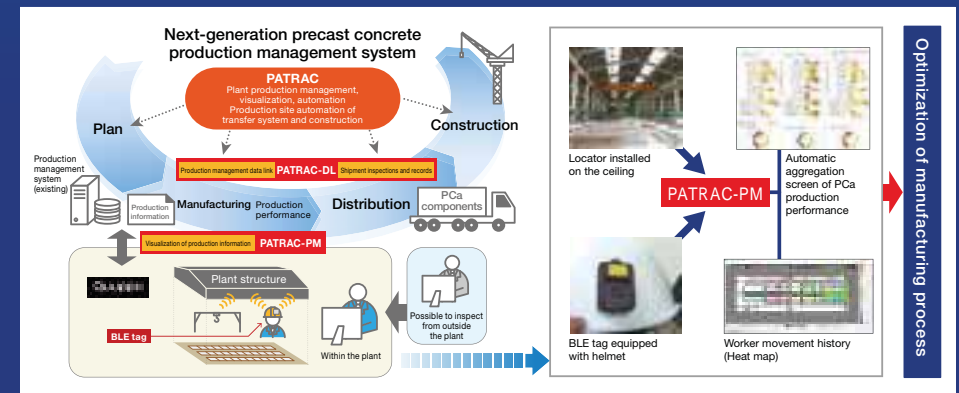 Next-generation precast concrete
production management system
PATRAC
Plant production management,
visualization, automation
Production site automation of
transfer system and construction
Plan
Construction
Production management data link
PATRAC-DL
Shipment inspections and records
Production
management
system
(existing)
Production
information
Manufacturing
Production
performance
Distribution
PCa
components
Visualization of production information
PATRAC-PM
Plant structure
BLE tag
Within the plant
Possible to inspect
from outside
the plant
Locator installed
on the ceiling
PATRAC-PM
Automatic
aggregation
screen of PCa
production
performance
BLE tag equipped
with helmet
Worker movement history
(Heat map)
Optimization of manufacturing process